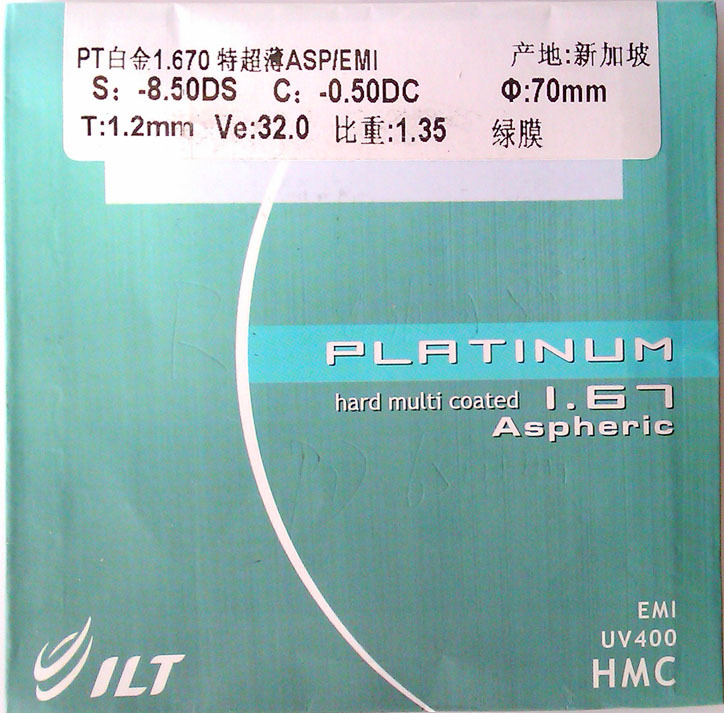 PT白金1.670 特超薄ASP/EMI 产地:新加坡
S: -8.50DS C: -0.50DC Φ:70mm
T:1.2mm Ve:32.0 比重:1.35 绿膜
PLATINUM
hard multi coated 1.67
Aspheric
EMI
UV400
HMC
ILT